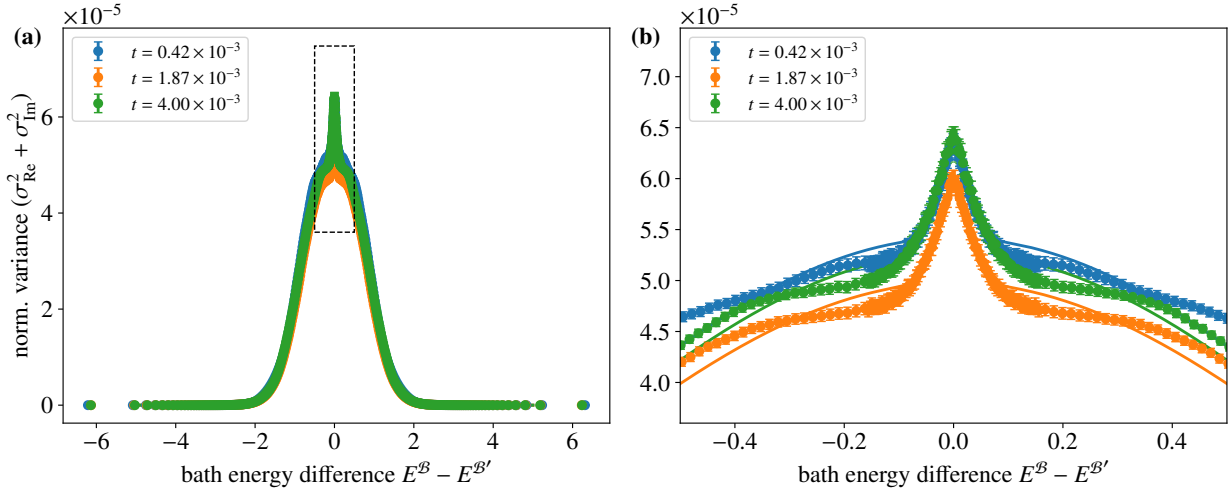 ×10⁻⁵
(a)
t = 0.42 × 10⁻³
t = 1.87 × 10⁻³
t = 4.00 × 10⁻³
norm. variance (σ²_Re + σ²_Im)
6
4
2
0
−6 −4 −2 0 2 4 6
bath energy difference E^ℬ − E^ℬ′
×10⁻⁵
(b)
t = 0.42 × 10⁻³
t = 1.87 × 10⁻³
t = 4.00 × 10⁻³
7.0
6.5
6.0
5.5
5.0
4.5
4.0
−0.4 −0.2 0.0 0.2 0.4
bath energy difference E^ℬ − E^ℬ′